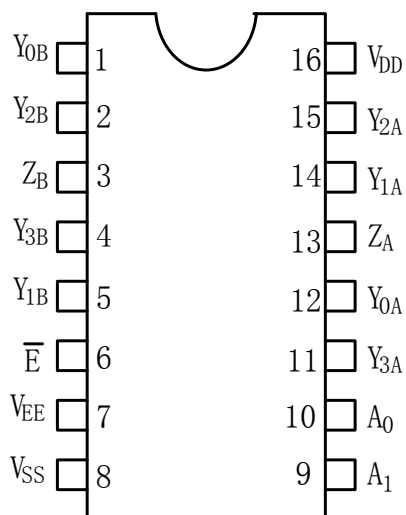 Y0B 1 16 VDD
Y2B 2 15 Y2A
ZB 3 14 Y1A
Y3B 4 13 ZA
Y1B 5 12 Y0A
E̅ 6 11 Y3A
VEE 7 10 A0
VSS 8 9 A1